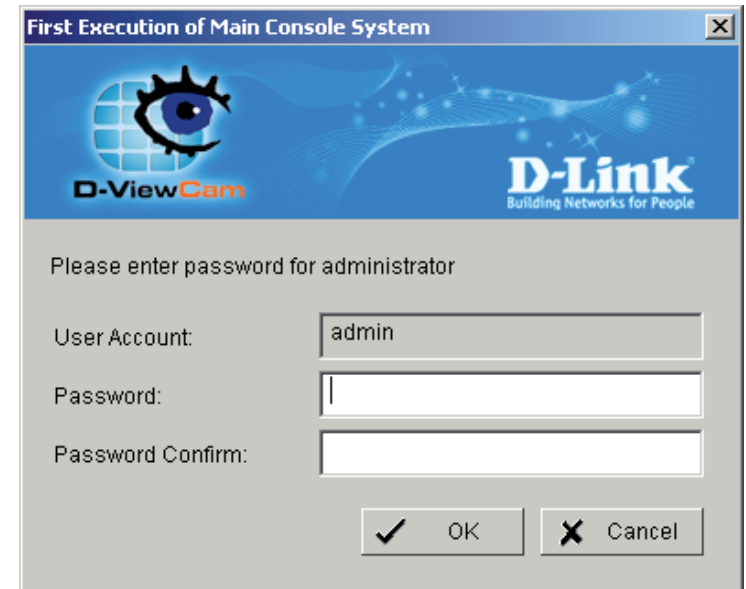 First Execution of Main Console System
D-ViewCam
D-Link
Building Networks for People
Please enter password for administrator
User Account:
admin
Password:
Password Confirm:
OK
Cancel